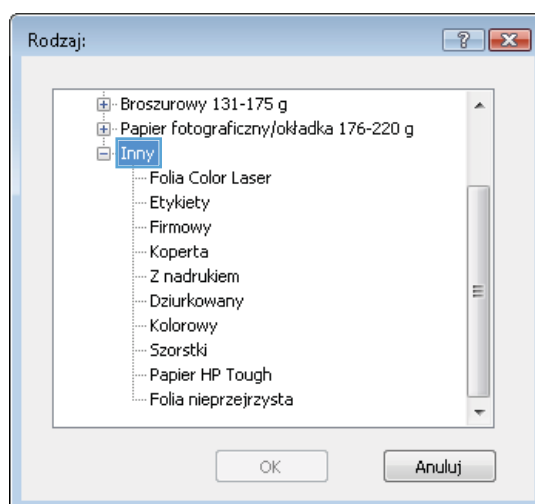 Rodzaj:
Broszurowy 131-175 g
Papier fotograficzny/okładka 176-220 g
Inny
Folia Color Laser
Etykiety
Firmowy
Koperta
Z nadrukiem
Dziurkowany
Kolorowy
Szorstki
Papier HP Tough
Folia nieprzejrzysta
OK Anuluj